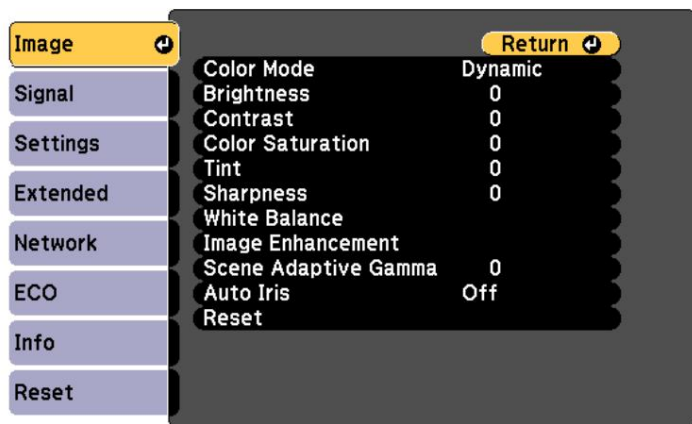 Image
Signal
Settings
Extended
Network
ECO
Info
Reset
Return
Color Mode Dynamic
Brightness 0
Contrast 0
Color Saturation 0
Tint 0
Sharpness 0
White Balance
Image Enhancement
Scene Adaptive Gamma 0
Auto Iris Off
Reset